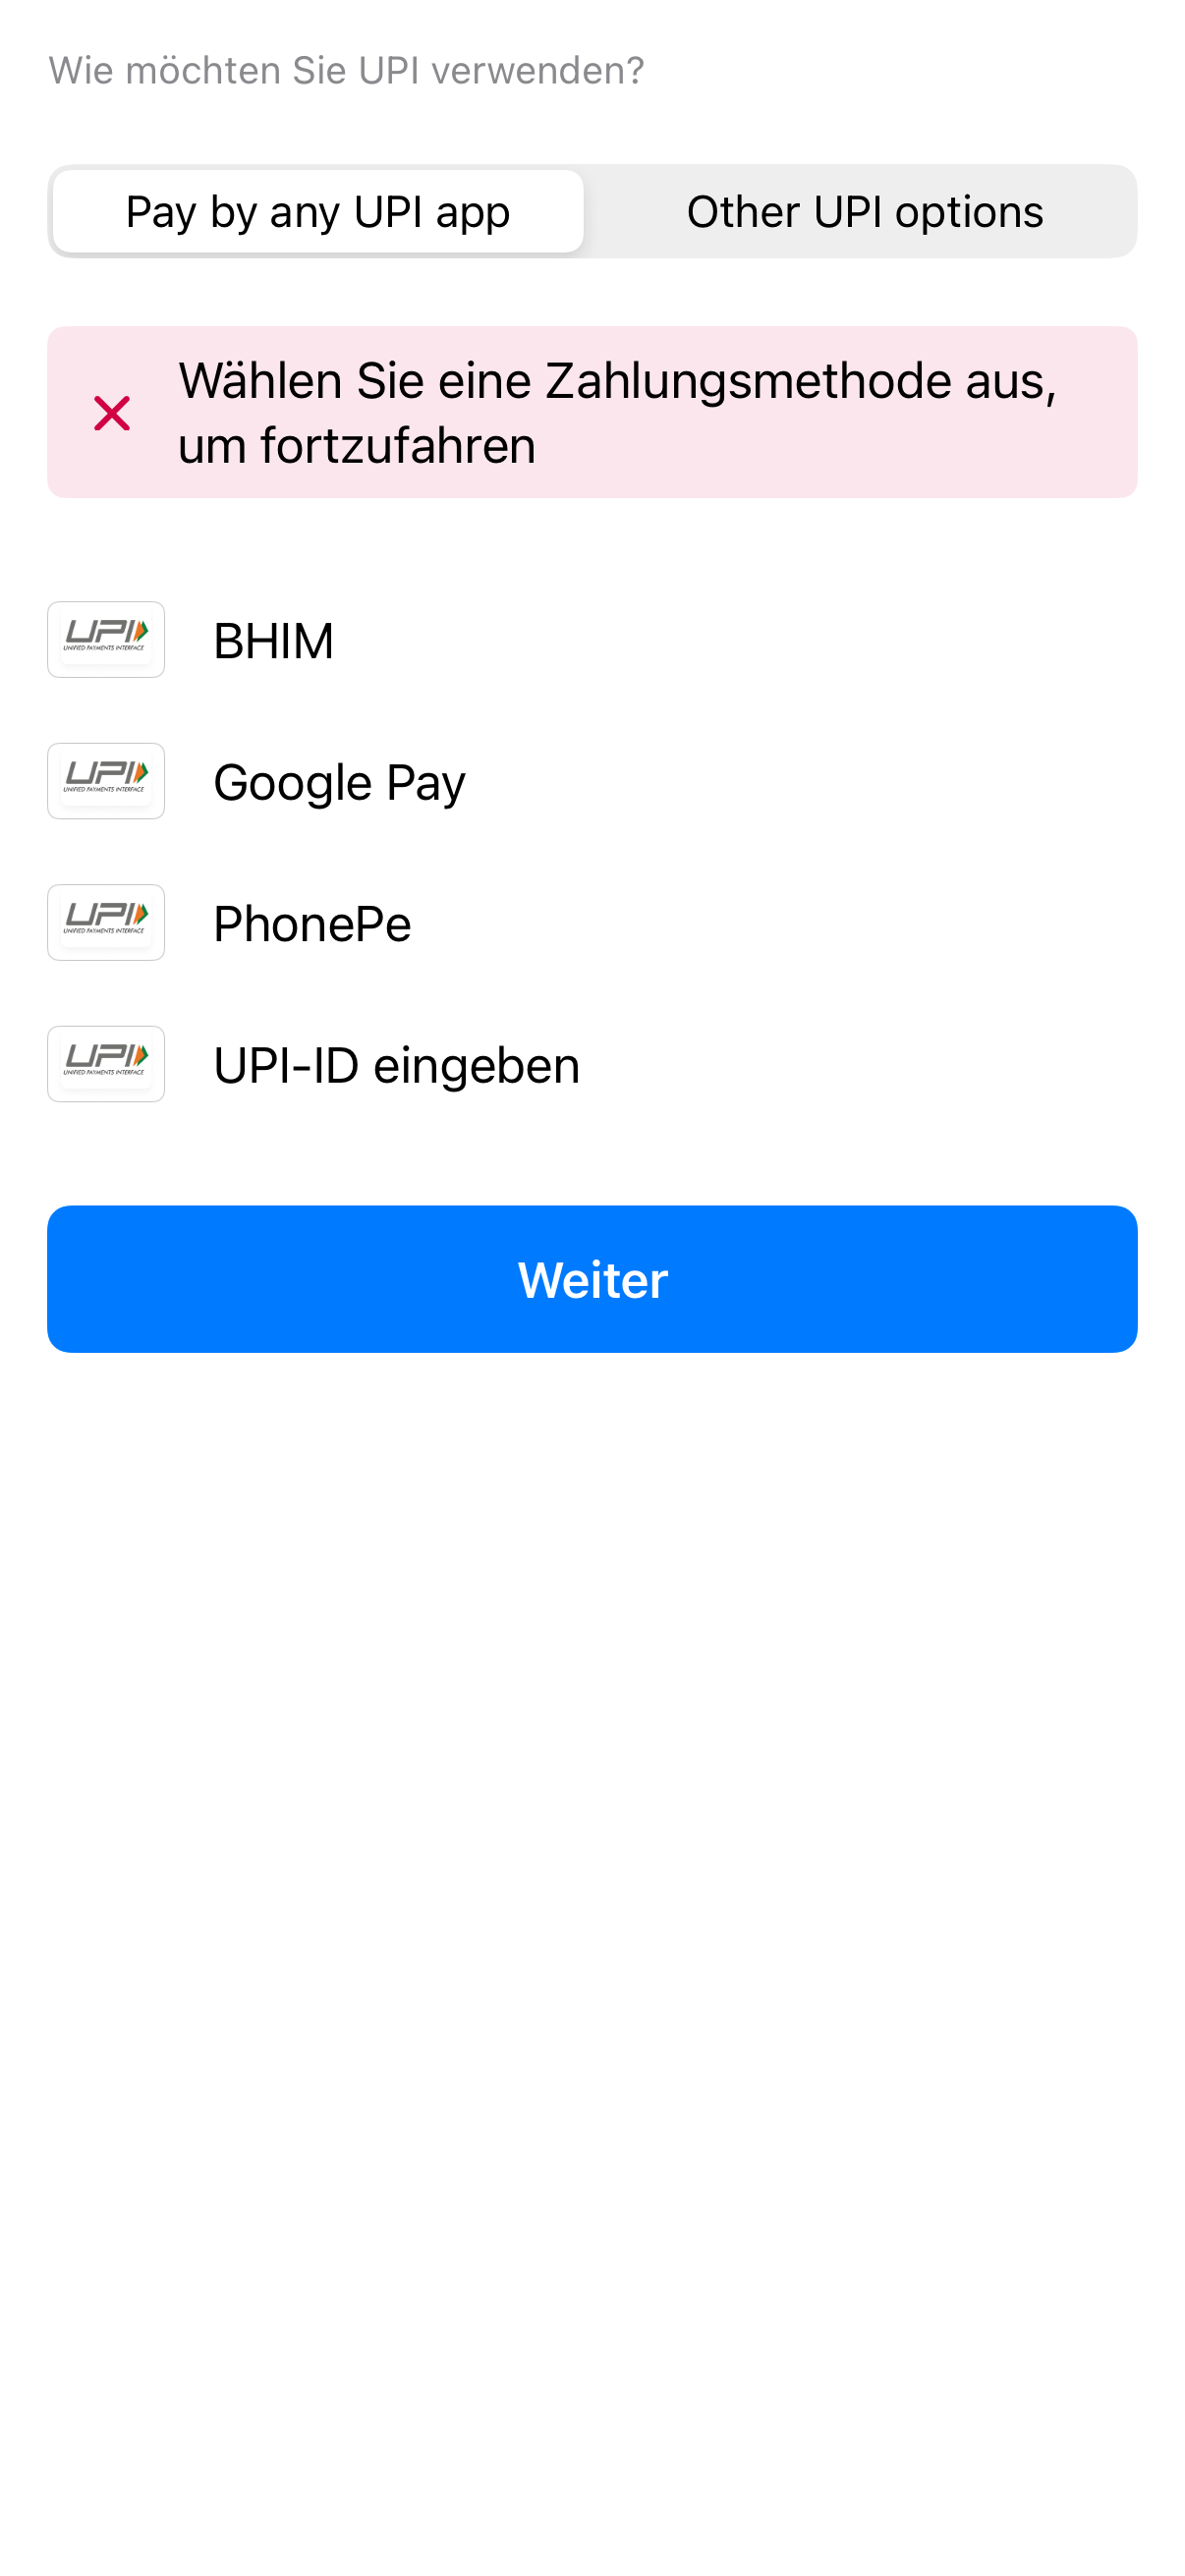 Wie möchten Sie UPI verwenden?
Pay by any UPI app
Other UPI options
Wählen Sie eine Zahlungsmethode aus,
um fortzufahren
UPI
UNIFIED PAYMENTS INTERFACE
BHIM
UPI
UNIFIED PAYMENTS INTERFACE
Google Pay
UPI
UNIFIED PAYMENTS INTERFACE
PhonePe
UPI
UNIFIED PAYMENTS INTERFACE
UPI-ID eingeben
Weiter